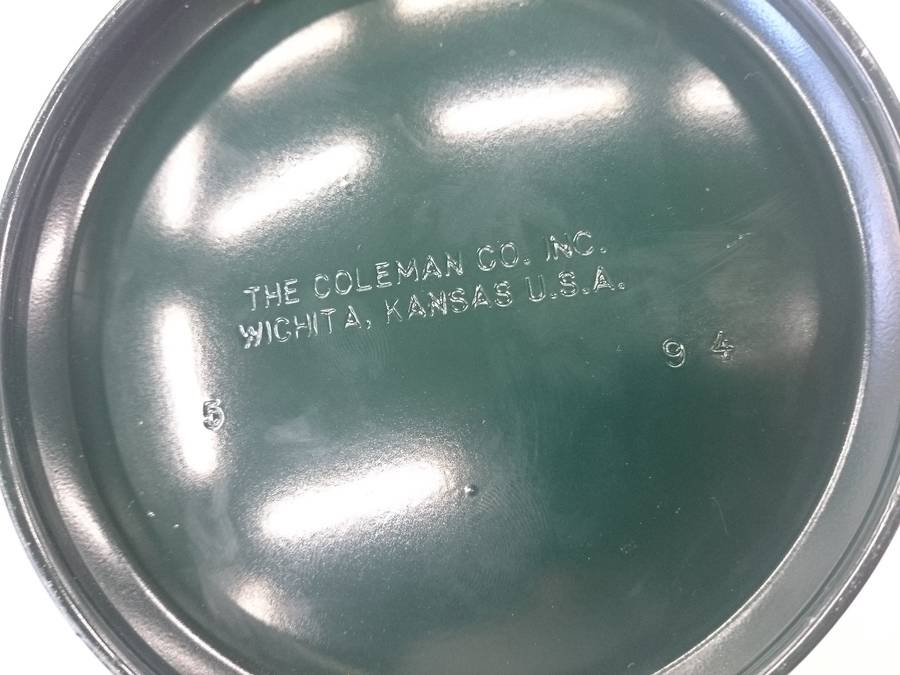 THE COLEMAN CO. INC.
WICHITA, KANSAS U.S.A.
5 9 4